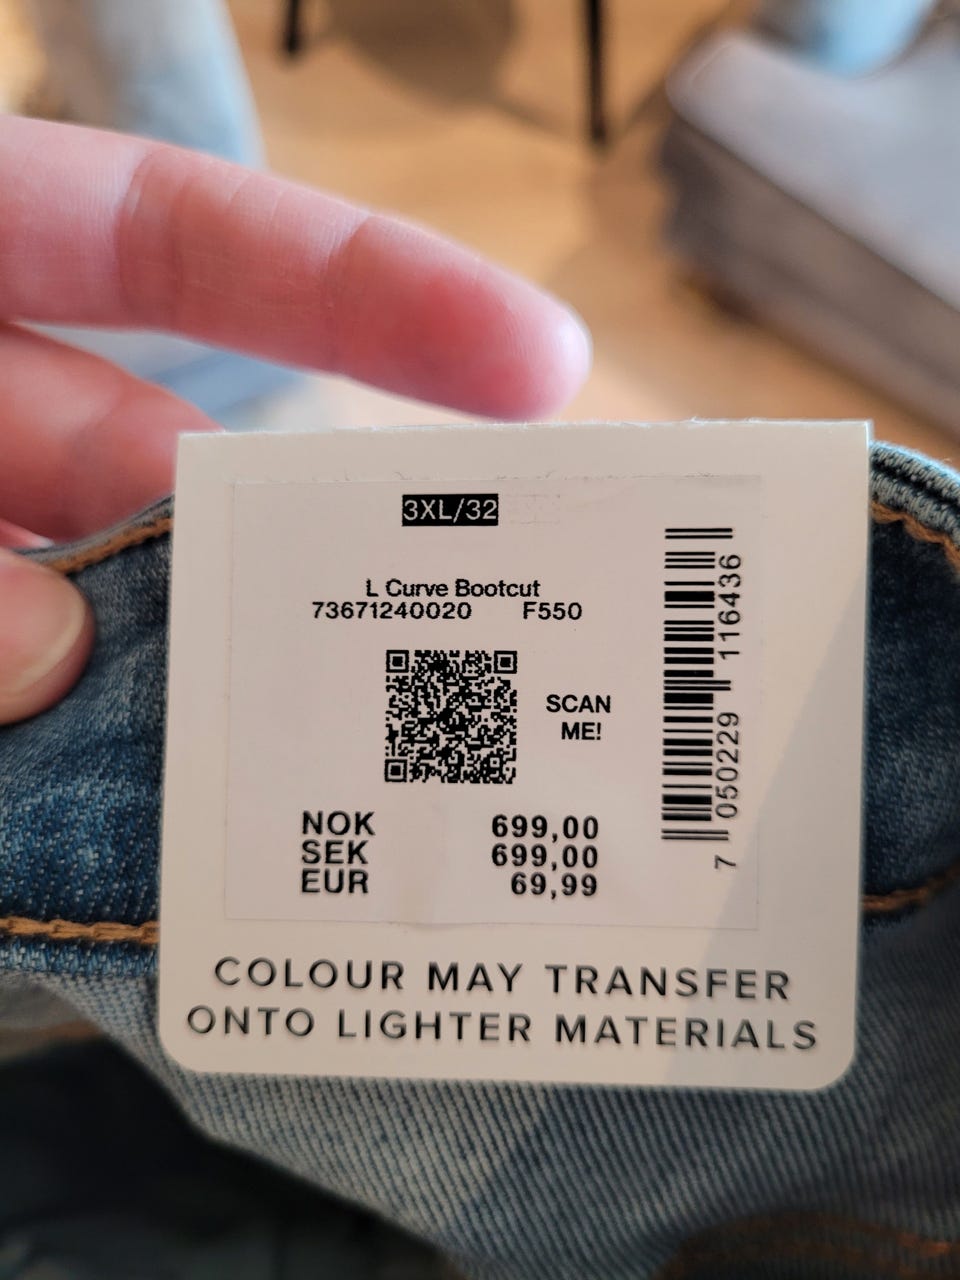 3XL/32
L Curve Bootcut
73671240020 F550
SCAN
ME!
7 050229 116436
NOK 699,00
SEK 699,00
EUR 69,99
COLOUR MAY TRANSFER
ONTO LIGHTER MATERIALS